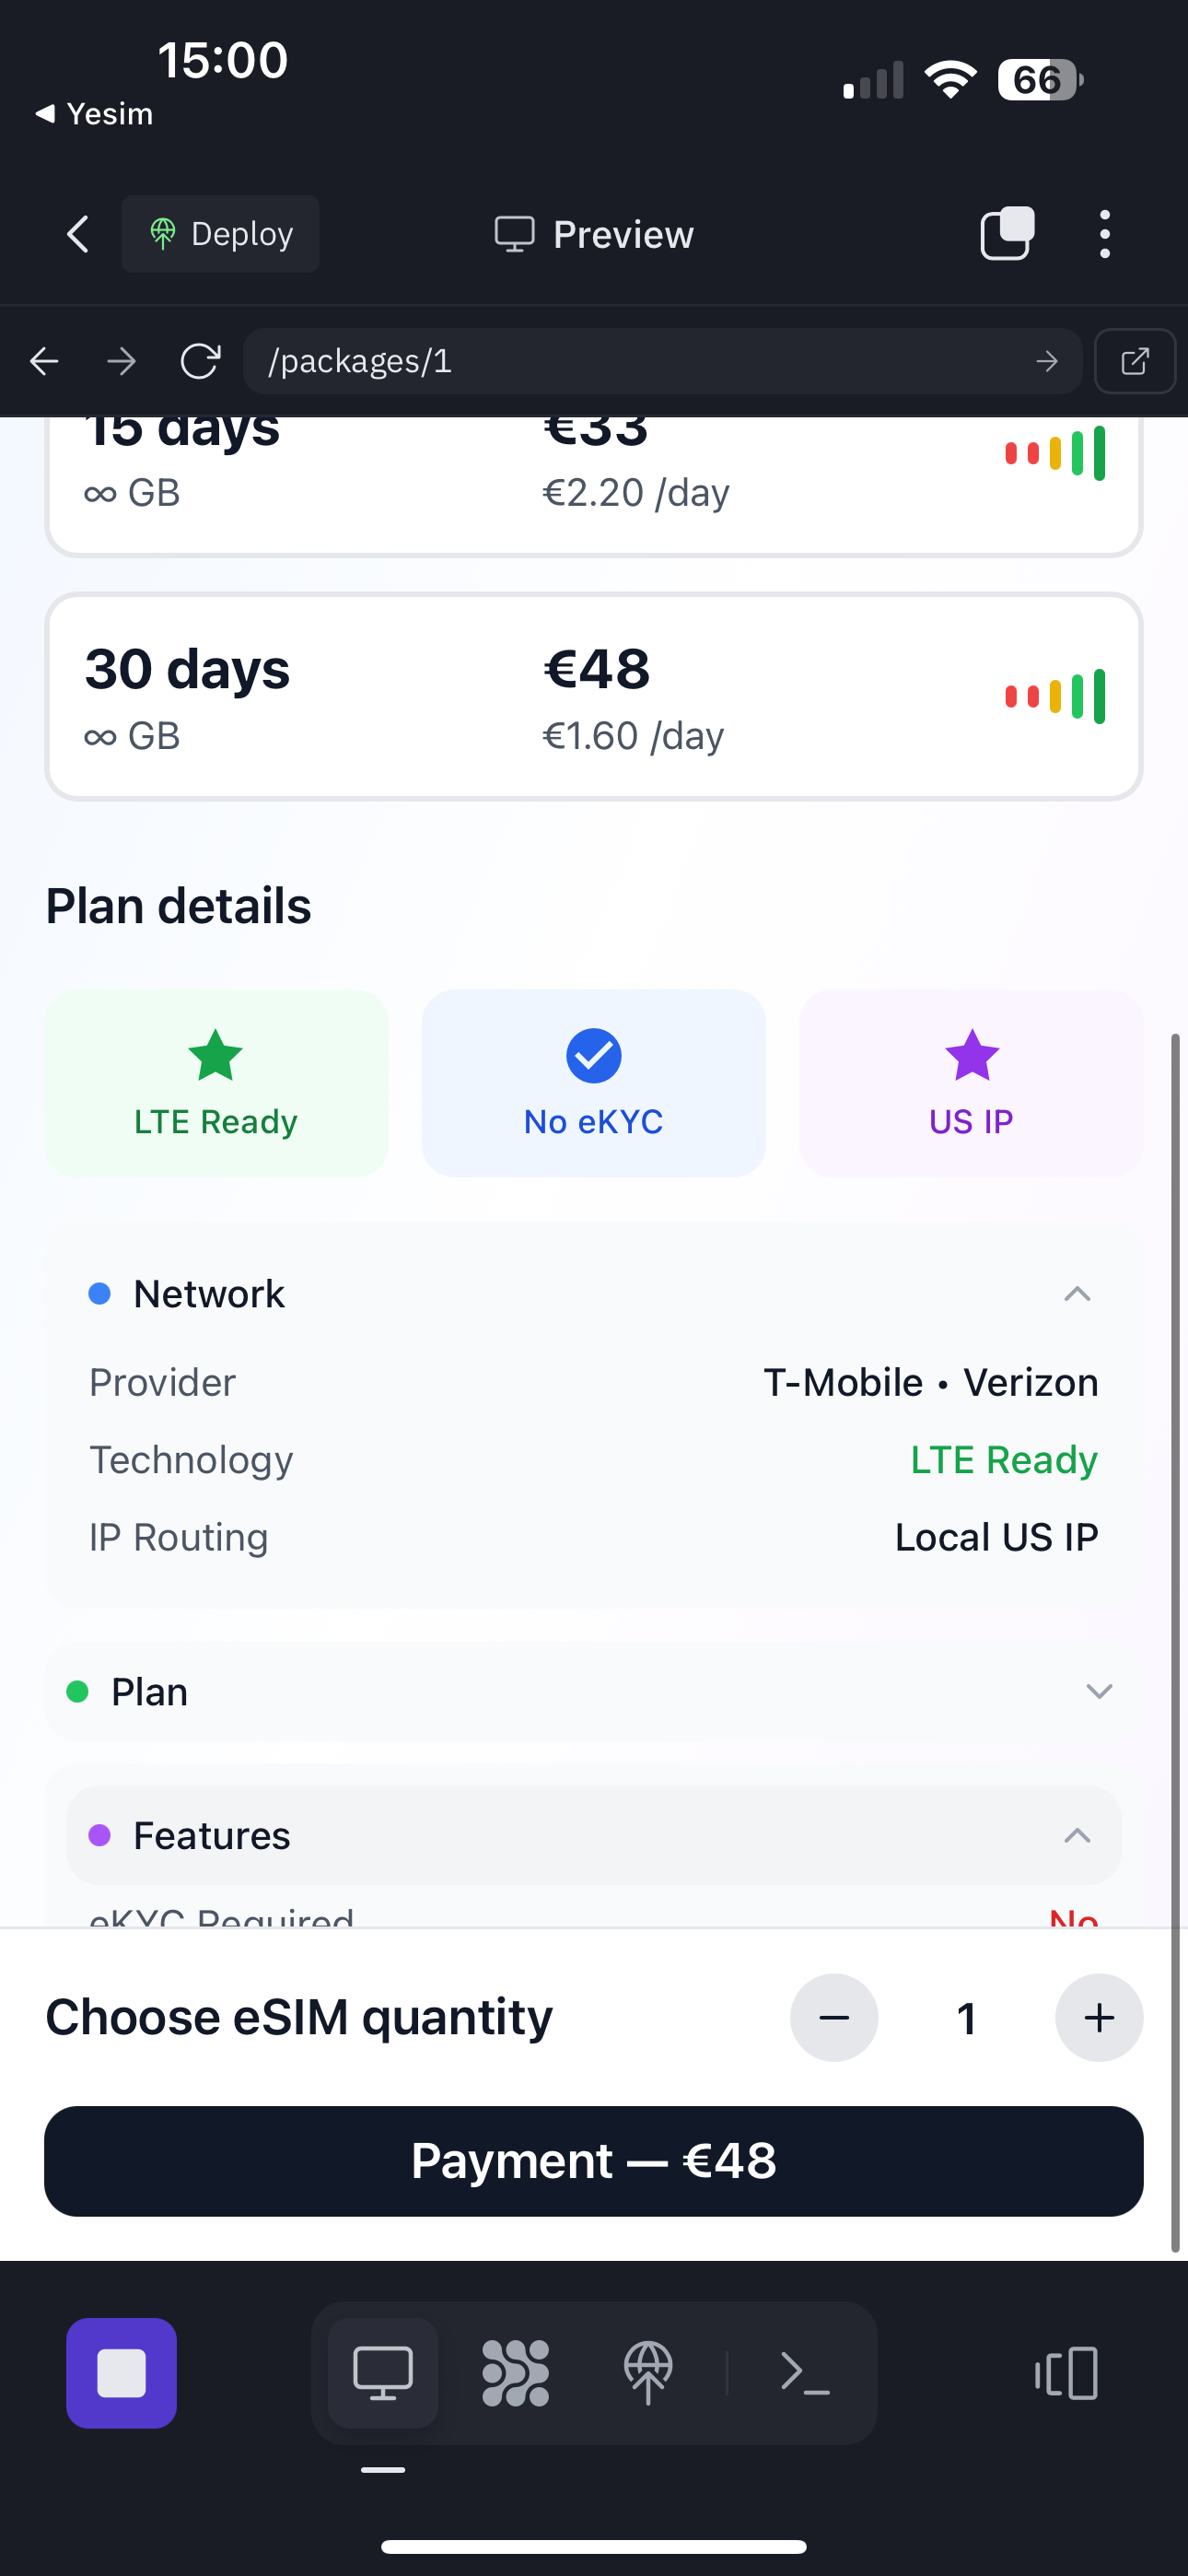 15:00
66
◀ Yesim
Deploy
Preview
/packages/1
15 days
€33
∞ GB
€2.20 /day
30 days
€48
∞ GB
€1.60 /day
Plan details
LTE Ready
No eKYC
US IP
Network
Provider
T-Mobile • Verizon
Technology
LTE Ready
IP Routing
Local US IP
Plan
Features
eKYC Required
No
Choose eSIM quantity
1
Payment — €48